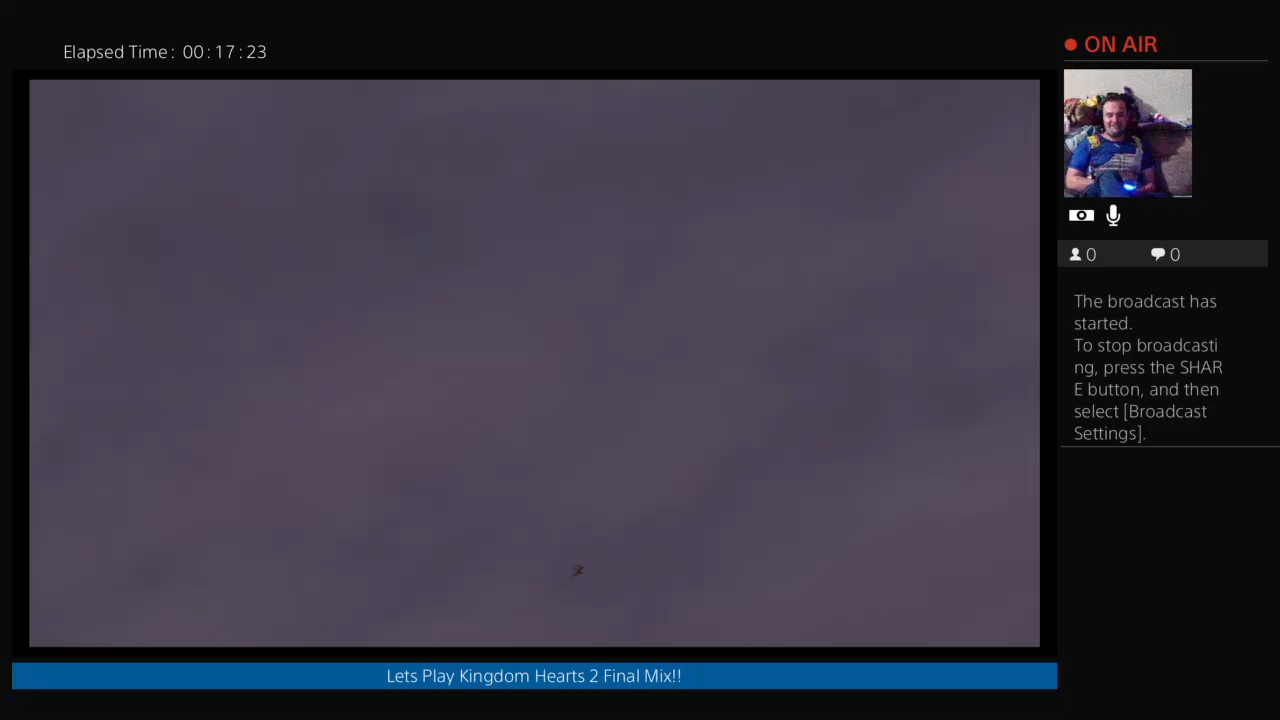 Elapsed Time: 00:17:23
ON AIR
0
0
The broadcast has
started.
To stop broadcasti
ng, press the SHAR
E button, and then
select [Broadcast
Settings].
Lets Play Kingdom Hearts 2 Final Mix!!